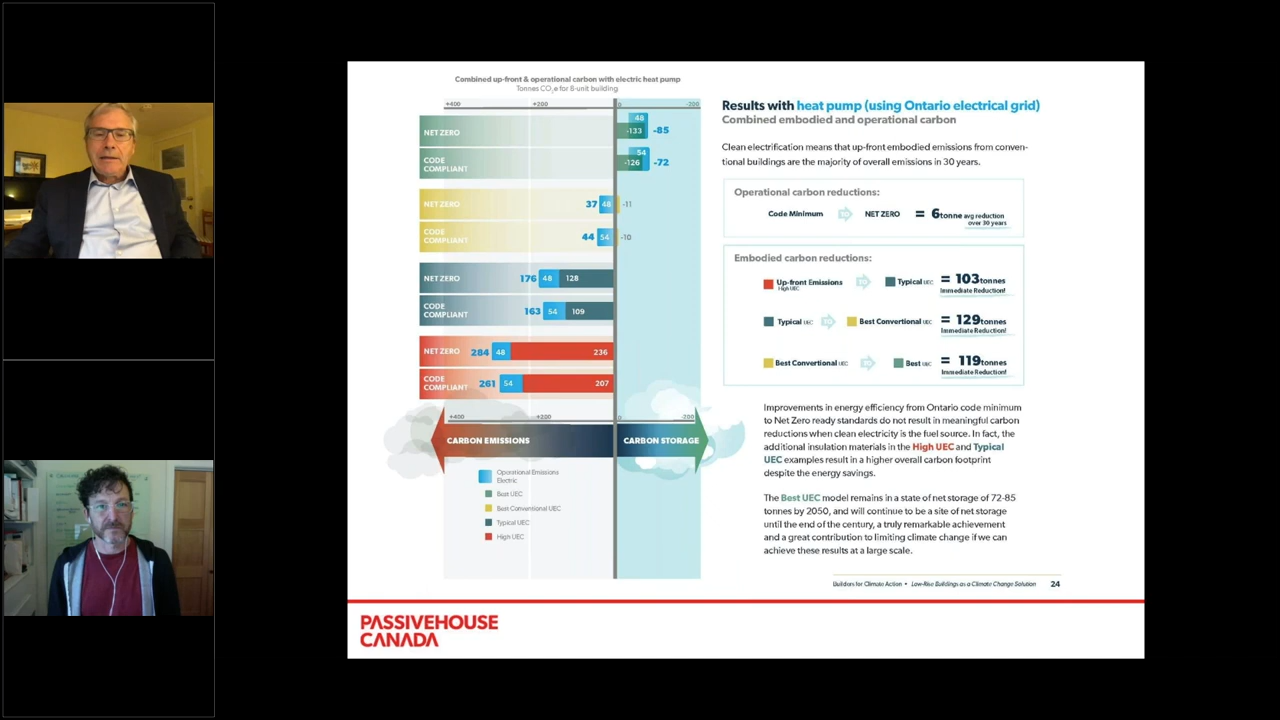 Combined up-front & operational carbon with electric heat pump
Tonnes CO2e for 8-unit building
+400 +200 0 -200
NET ZERO 48 -133 -85
CODE
COMPLIANT 54 -126 -72
NET ZERO 37 48 -11
CODE
COMPLIANT 44 54 -10
NET ZERO 176 48 128
CODE
COMPLIANT 163 54 109
NET ZERO 284 48 236
CODE
COMPLIANT 261 54 207
+400 +200 0 -200
CARBON EMISSIONS CARBON STORAGE
Operational Emissions
Electric
Best UEC
Best Conventional UEC
Typical UEC
High UEC
Results with heat pump (using Ontario electrical grid)
Combined embodied and operational carbon
Clean electrification means that up-front embodied emissions from conven-
tional buildings are the majority of overall emissions in 30 years.
Operational carbon reductions:
Code Minimum TO NET ZERO = 6tonne avg reduction
over 30 years
Embodied carbon reductions:
Up-front Emissions TO Typical UEC = 103tonnes
High UEC Immediate Reduction!
Typical UEC TO Best Convertional UEC = 129tonnes
Immediate Reduction!
Best Convertional UEC TO Best UEC = 119tonnes
Immediate Reduction!
Improvements in energy efficiency from Ontario code minimum
to Net Zero ready standards do not result in meaningful carbon
reductions when clean electricity is the fuel source. In fact, the
additional insulation materials in the High UEC and Typical
UEC examples result in a higher overall carbon footprint
despite the energy savings.
The Best UEC model remains in a state of net storage of 72-85
tonnes by 2050, and will continue to be a site of net storage
until the end of the century, a truly remarkable achievement
and a great contribution to limiting climate change if we can
achieve these results at a large scale.
Builders for Climate Action • Low-Rise Buildings as a Climate Change Solution 24
PASSIVEHOUSE
CANADA